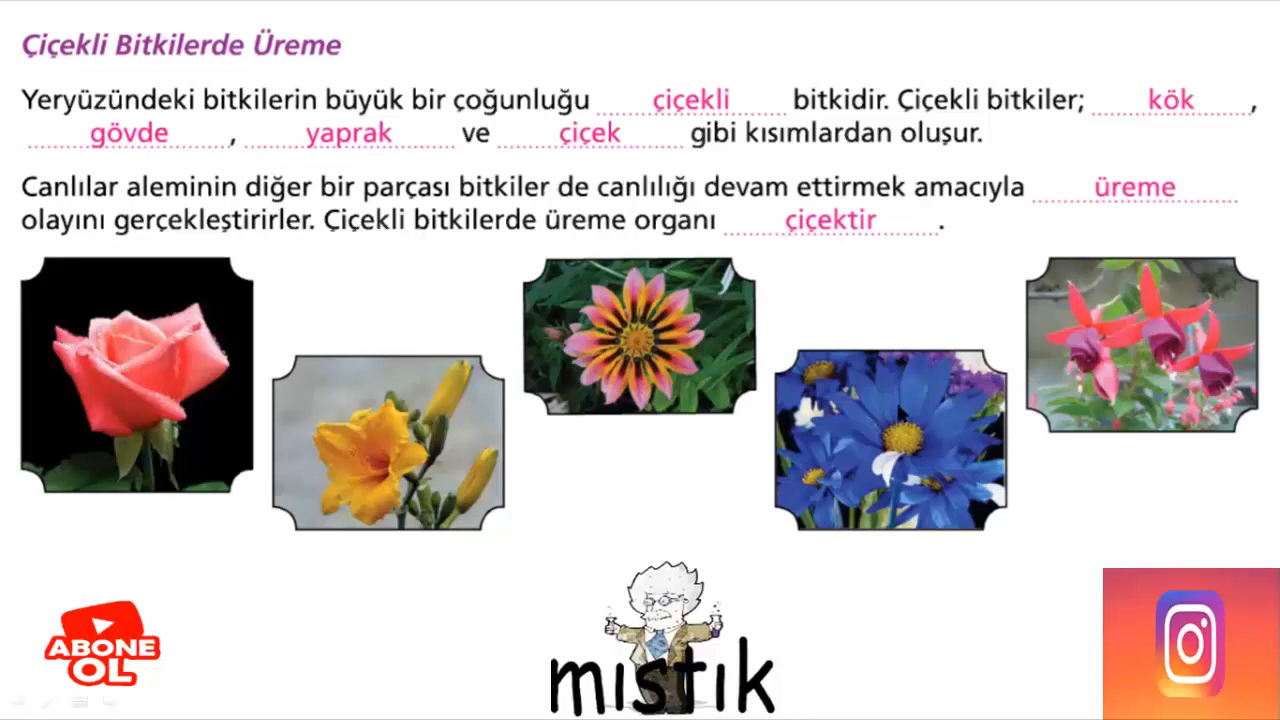 Çiçekli Bitkilerde Üreme
Yeryüzündeki bitkilerin büyük bir çoğunluğu çiçekli bitkidir. Çiçekli bitkiler; kök ,
gövde , yaprak ve çiçek gibi kısımlardan oluşur.
Canlılar aleminin diğer bir parçası bitkiler de canlılığı devam ettirmek amacıyla üreme
olayını gerçekleştirirler. Çiçekli bitkilerde üreme organı çiçektir .
ABONE
OL
mıstık